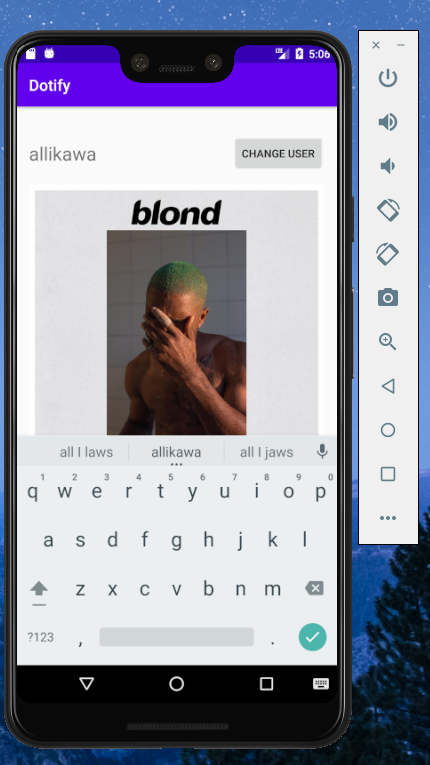 LTE 5:06
Dotify
allikawa CHANGE USER
blond
all I laws allikawa all I jaws
1 2 3 4 5 6 7 8 9 0
q w e r t y u i o p
a s d f g h j k l
z x c v b n m
?123 , .